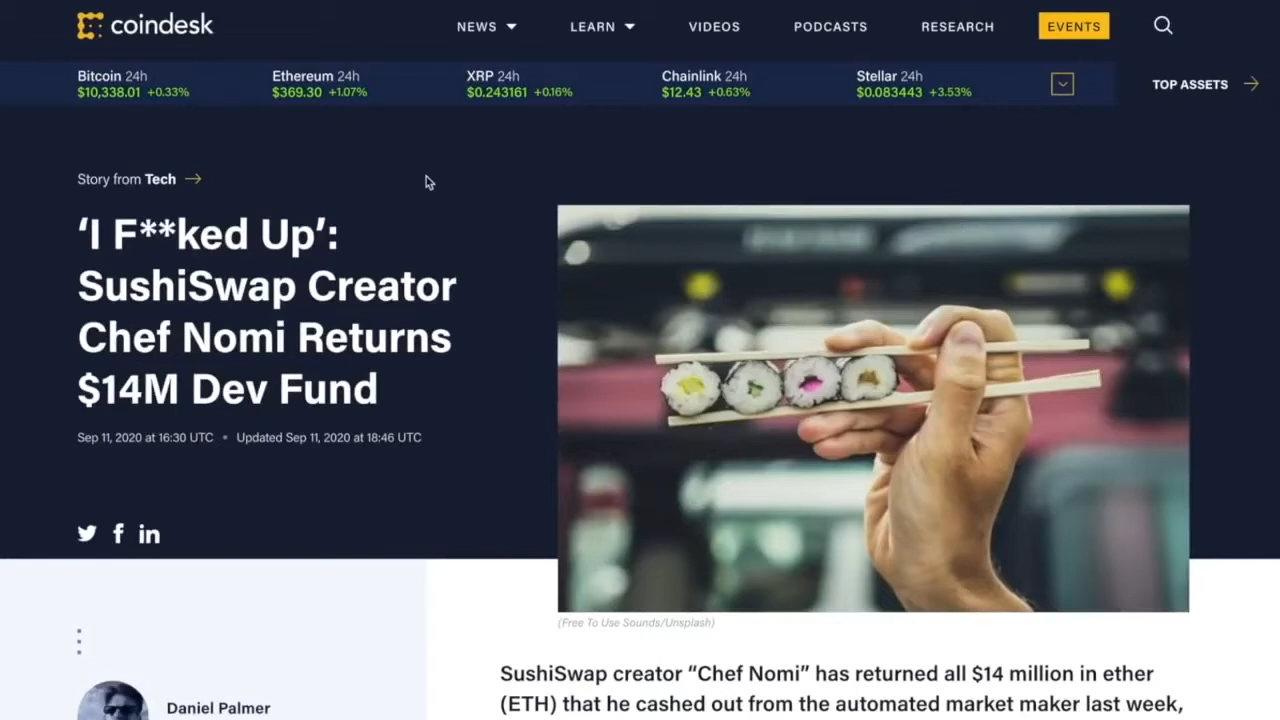 coindesk
NEWS LEARN VIDEOS PODCASTS RESEARCH EVENTS
Bitcoin 24h Ethereum 24h XRP 24h Chainlink 24h Stellar 24h
$10,338.01 +0.33% $369.30 +1.07% $0.243161 +0.16% $12.43 +0.63% $0.083443 +3.53%
TOP ASSETS
Story from Tech
‘I F**ked Up’:
SushiSwap Creator
Chef Nomi Returns
$14M Dev Fund
Sep 11, 2020 at 16:30 UTC • Updated Sep 11, 2020 at 18:46 UTC
(Free To Use Sounds/Unsplash)
SushiSwap creator “Chef Nomi” has returned all $14 million in ether
(ETH) that he cashed out from the automated market maker last week,
Daniel Palmer